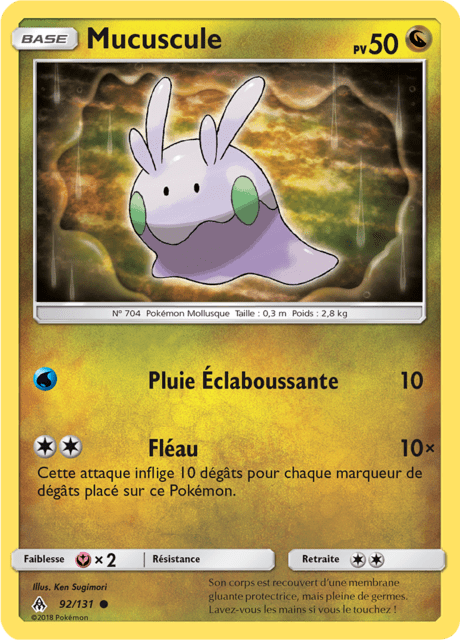 BASE Mucuscule PV 50
N° 704 Pokémon Mollusque Taille : 0,3 m Poids : 2,8 kg
Pluie Éclaboussante 10
Fléau 10×
Cette attaque inflige 10 dégâts pour chaque marqueur de
dégâts placé sur ce Pokémon.
Faiblesse × 2 Résistance Retraite
Illus. Ken Sugimori
92/131
©2018 Pokémon
Son corps est recouvert d'une membrane
gluante protectrice, mais pleine de germes.
Lavez-vous les mains si vous le touchez !